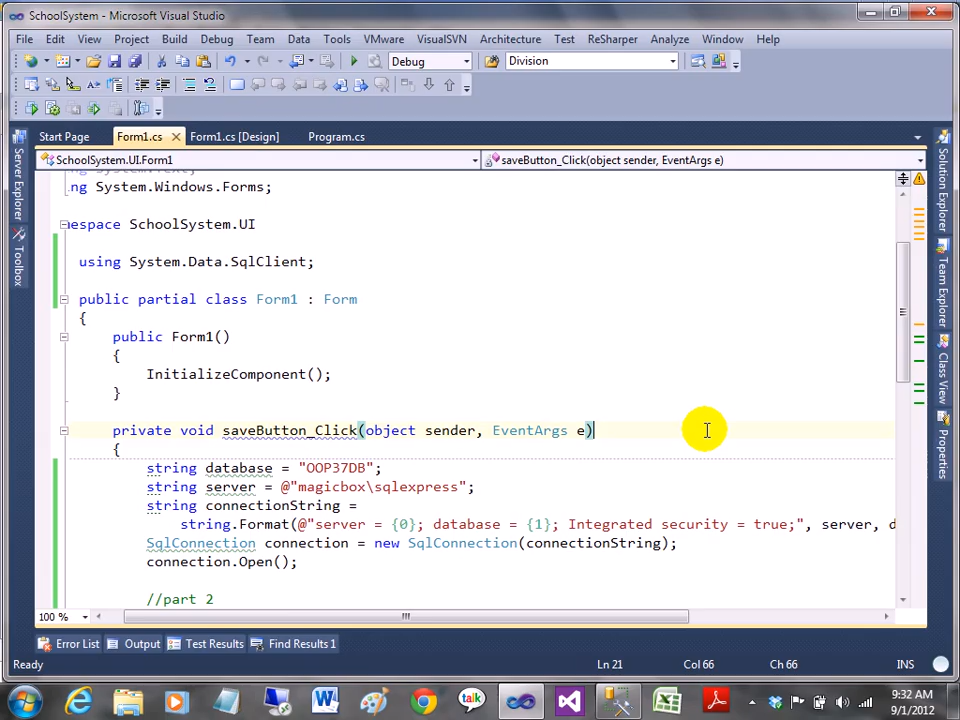 SchoolSystem - Microsoft Visual Studio
File Edit View Project Build Debug Team Data Tools VMware VisualSVN Architecture Test ReSharper Analyze Window Help
Debug Division
Start Page Form1.cs Form1.cs [Design] Program.cs
SchoolSystem.UI.Form1 saveButton_Click(object sender, EventArgs e)
Server Explorer
Toolbox
Solution Explorer
Team Explorer
Class View
Properties
ng System.Windows.Forms;
espace SchoolSystem.UI
using System.Data.SqlClient;
public partial class Form1 : Form
{
public Form1()
{
InitializeComponent();
}
private void saveButton_Click(object sender, EventArgs e)
{
string database = "OOP37DB";
string server = @"magicbox\sqlexpress";
string connectionString =
string.Format(@"server = {0}; database = {1}; Integrated security = true;", server, d
SqlConnection connection = new SqlConnection(connectionString);
connection.Open();
//part 2
100 %
Error List Output Test Results Find Results 1
Ready Ln 21 Col 66 Ch 66 INS
talk
9:32 AM
9/1/2012